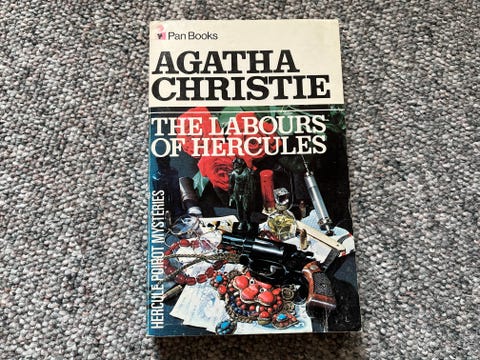 Pan Books
AGATHA
CHRISTIE
THE LABOURS
OF HERCULES
HERCULE POIROT MYSTERIES